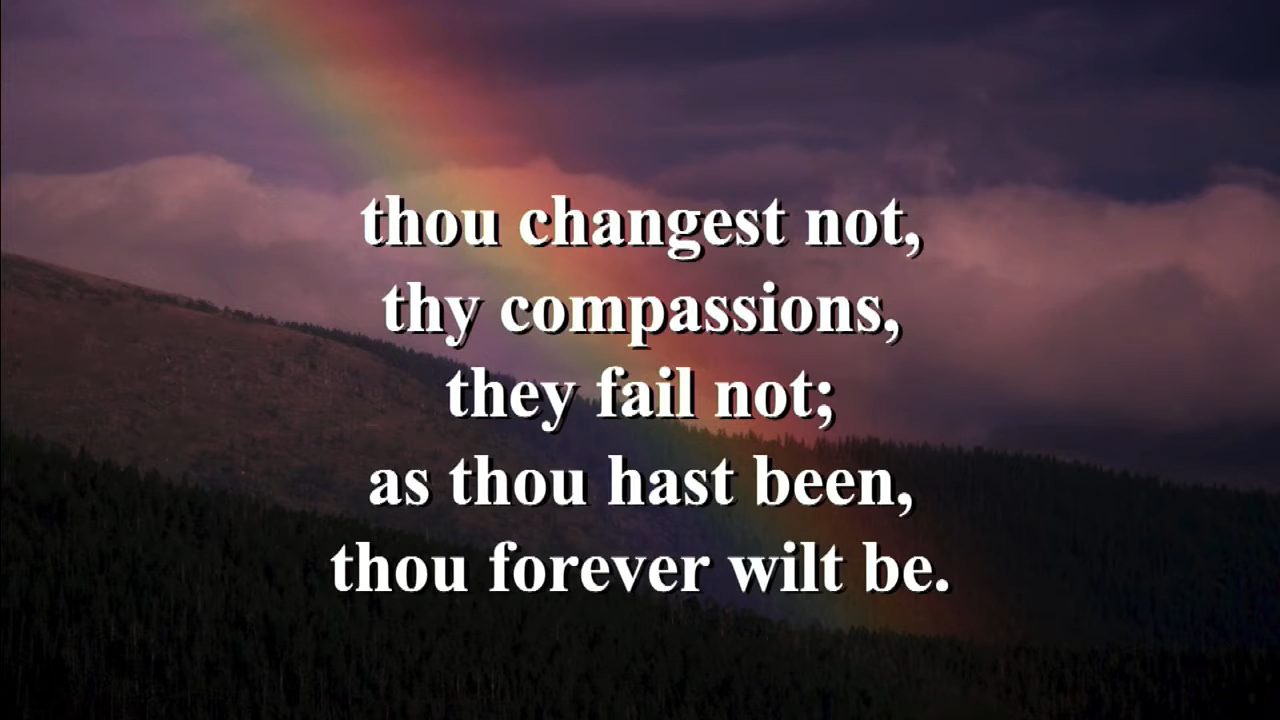 thou changest not,
thy compassions,
they fail not;
as thou hast been,
thou forever wilt be.